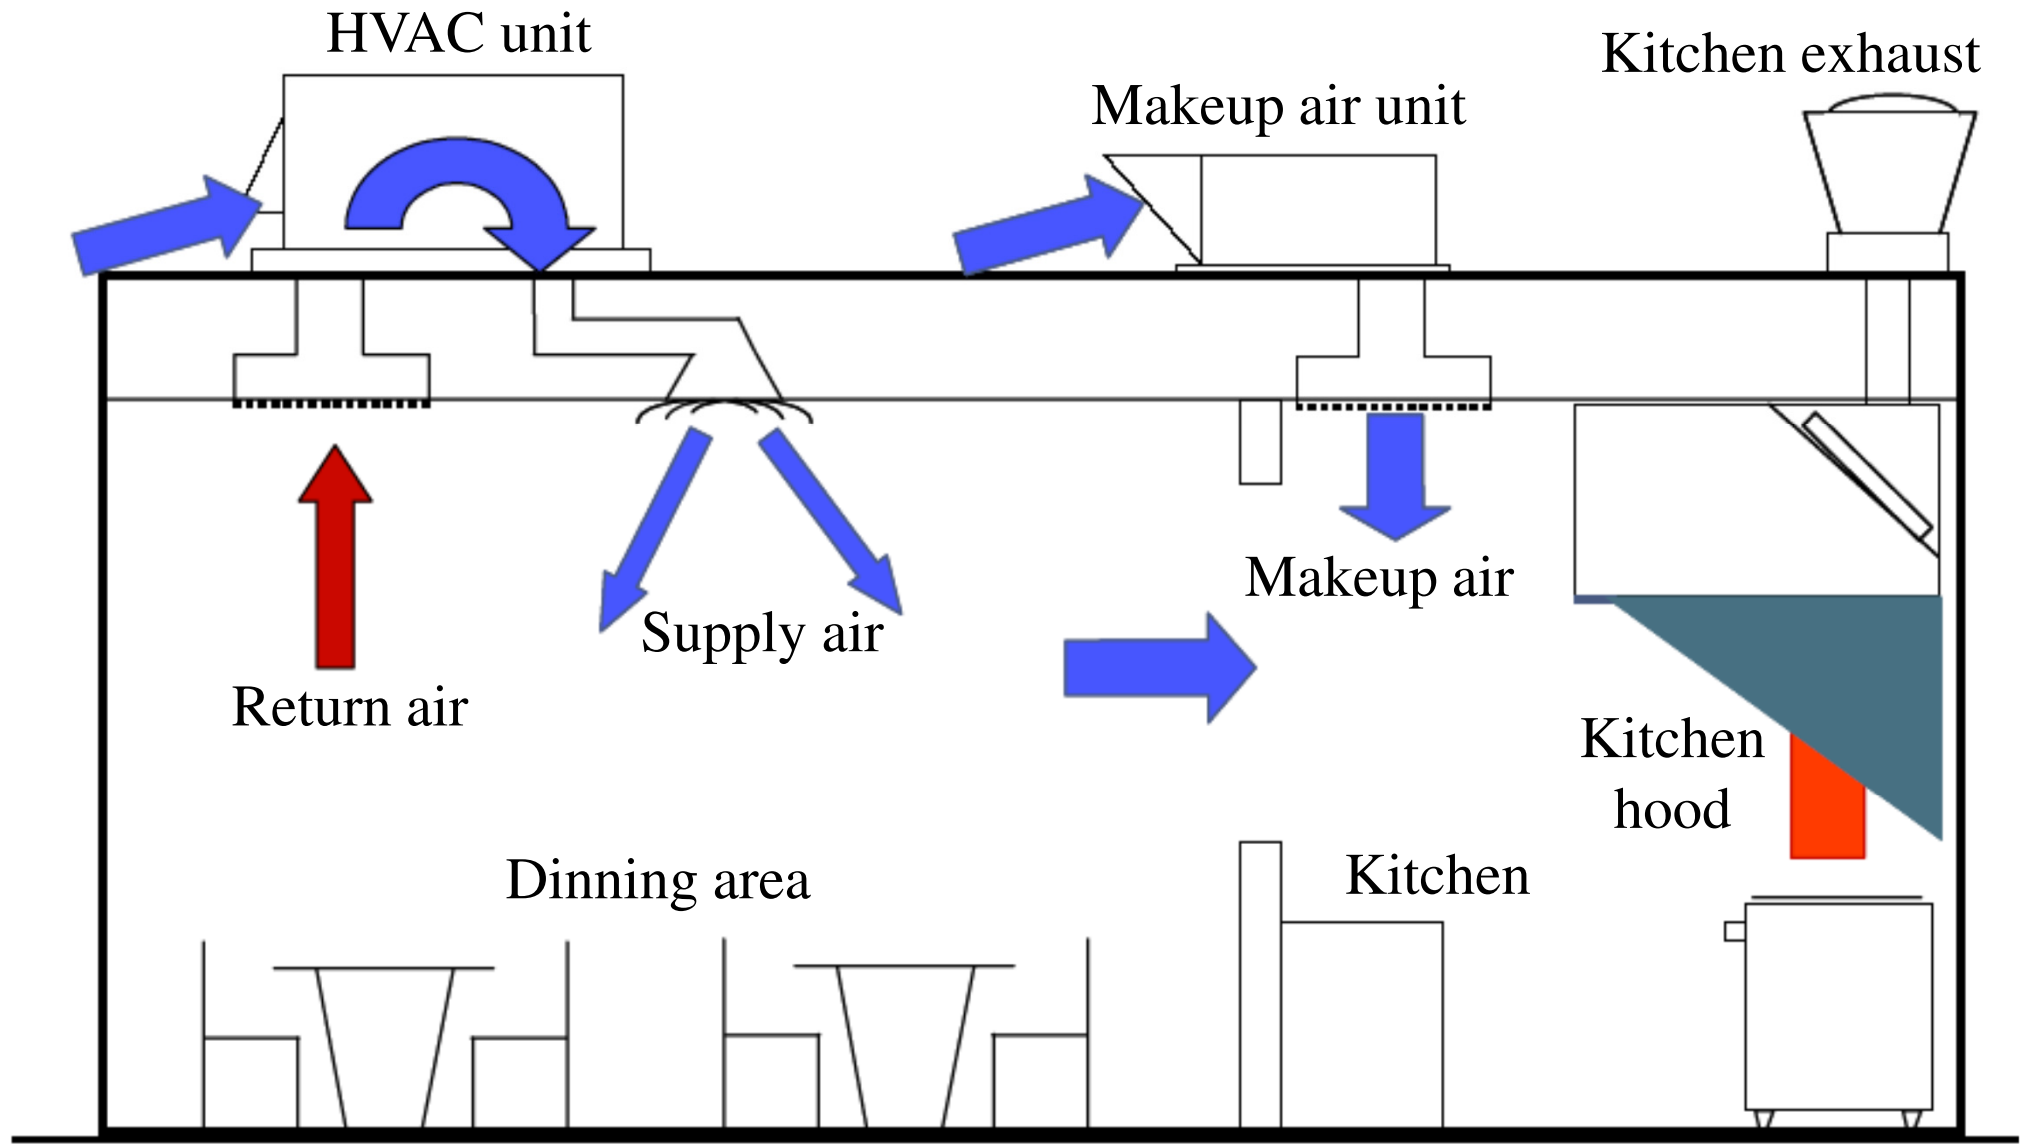 HVAC unit
Kitchen exhaust
Makeup air unit
Makeup air
Supply air
Return air
Kitchen
hood
Dinning area
Kitchen